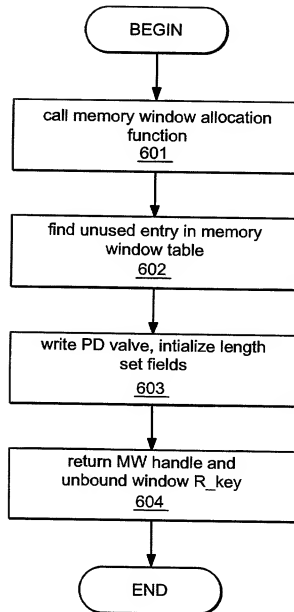 BEGIN
call memory window allocation
function
601
find unused entry in memory
window table
602
write PD valve, intialize length
set fields
603
return MW handle and
unbound window R_key
604
END